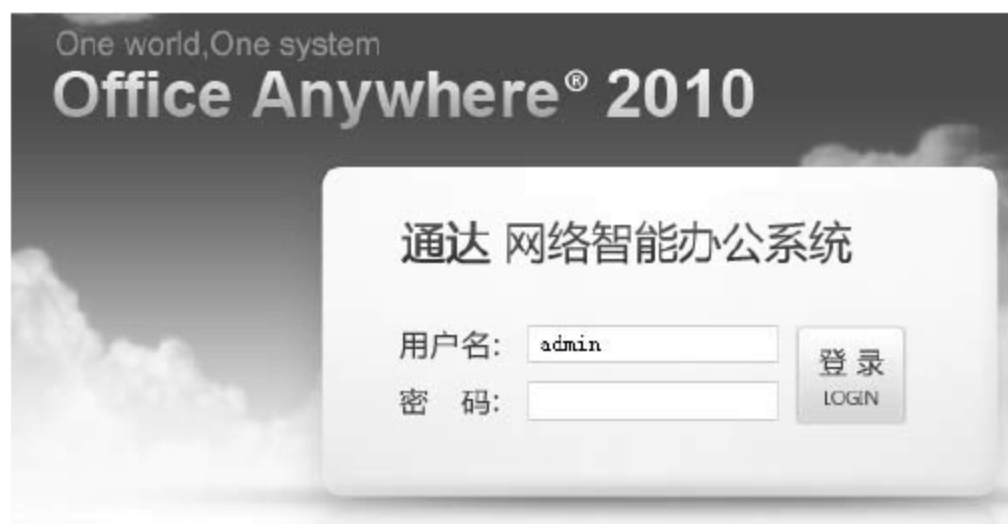 One world,One system
Office Anywhere® 2010
通达 网络智能办公系统
用户名: admin
密 码:
登 录
LOGIN